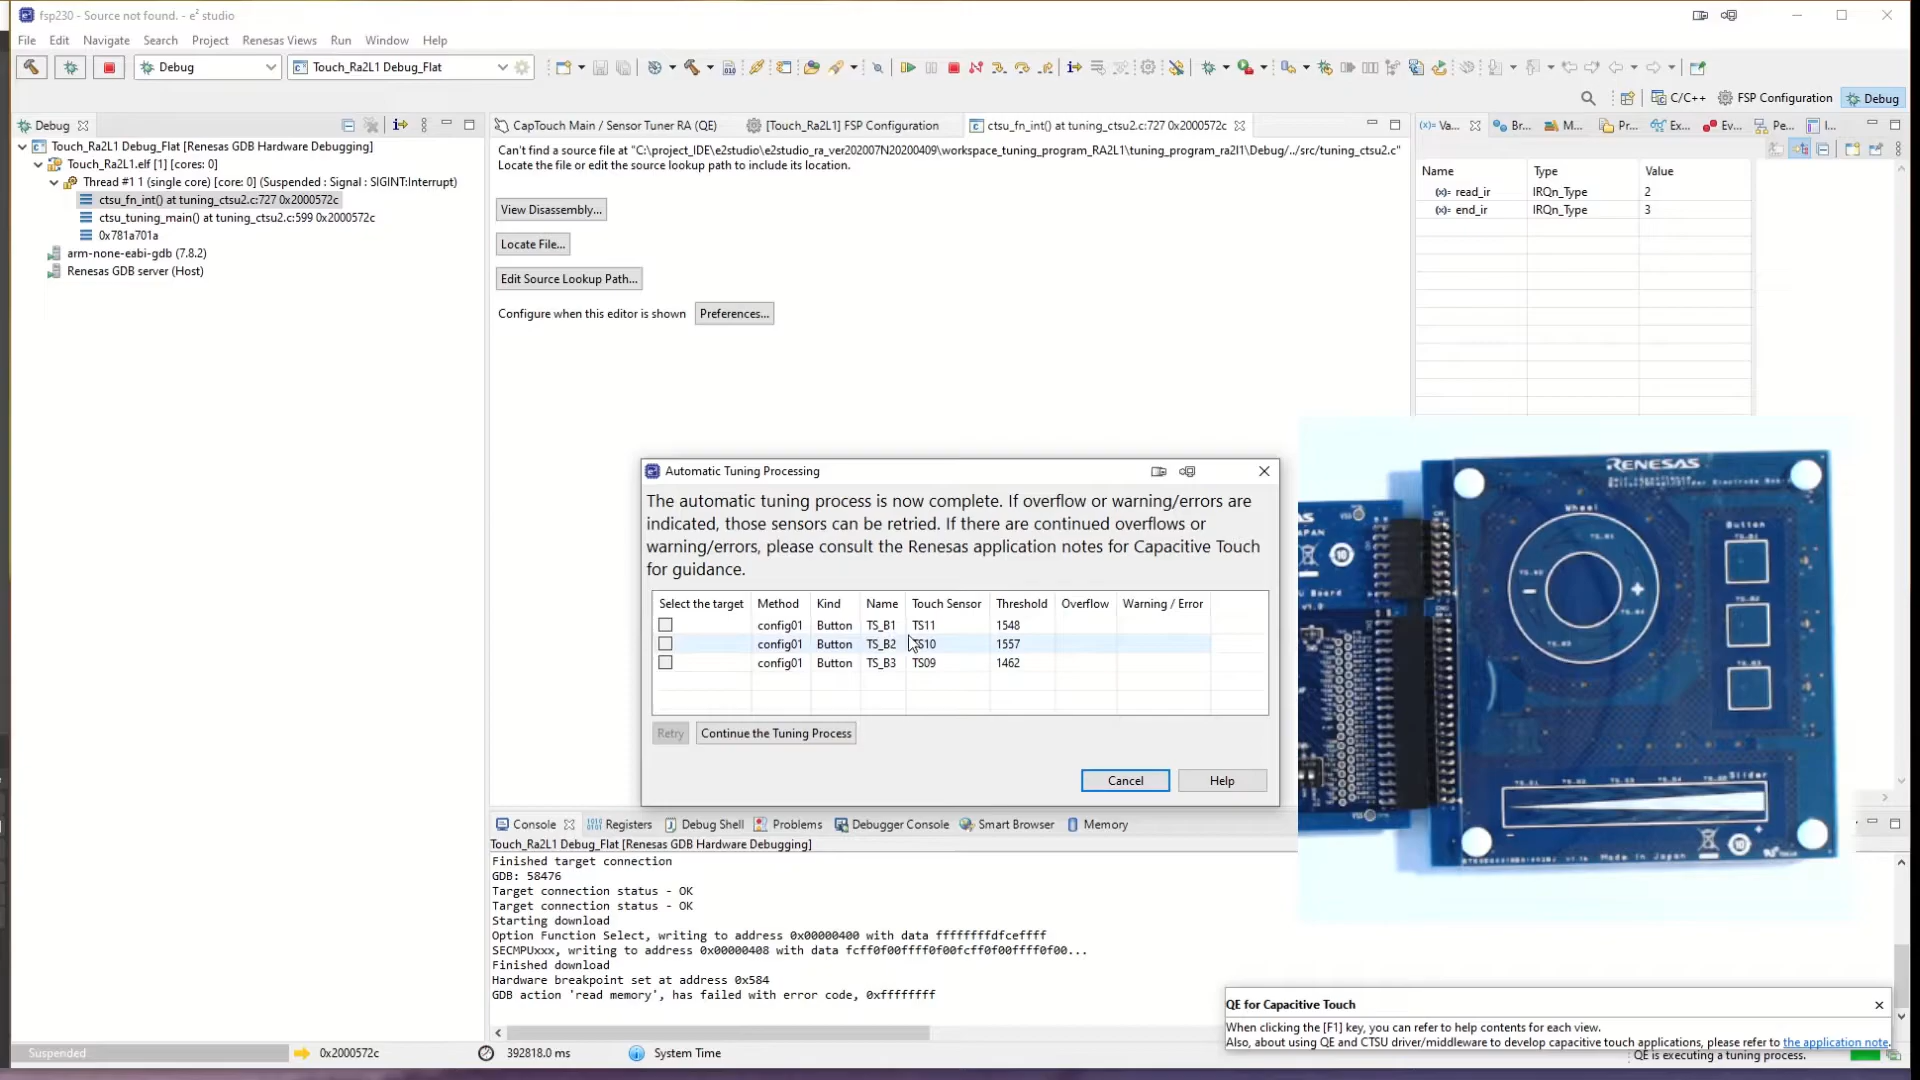 fsp230 - Source not found. - e² studio
File Edit Navigate Search Project Renesas Views Run Window Help
Debug Touch_Ra2L1 Debug_Flat
C/C++ FSP Configuration Debug
Debug
Touch_Ra2L1 Debug_Flat [Renesas GDB Hardware Debugging]
Touch_Ra2L1.elf [1] [cores: 0]
Thread #1 1 (single core) [core: 0] (Suspended : Signal : SIGINT:Interrupt)
ctsu_fn_int() at tuning_ctsu2.c:727 0x2000572c
ctsu_tuning_main() at tuning_ctsu2.c:599 0x2000572c
0x781a701a
arm-none-eabi-gdb (7.8.2)
Renesas GDB server (Host)
CapTouch Main / Sensor Tuner RA (QE) [Touch_Ra2L1] FSP Configuration ctsu_fn_int() at tuning_ctsu2.c:727 0x2000572c
Can't find a source file at "C:\project_IDE\e2studio\e2studio_ra_ver202007N20200409\workspace_tuning_program_RA2L1\tuning_program_ra2l1\Debug/../src/tuning_ctsu2.c"
Locate the file or edit the source lookup path to include its location.
View Disassembly...
Locate File...
Edit Source Lookup Path...
Configure when this editor is shown Preferences...
Va... Br... M... Pr... Ex... Ev... Pe... I...
Name Type Value
(x)= read_ir IRQn_Type 2
(x)= end_ir IRQn_Type 3
Automatic Tuning Processing
The automatic tuning process is now complete. If overflow or warning/errors are
indicated, those sensors can be retried. If there are continued overflows or
warning/errors, please consult the Renesas application notes for Capacitive Touch
for guidance.
Select the target Method Kind Name Touch Sensor Threshold Overflow Warning / Error
config01 Button TS_B1 TS11 1548
config01 Button TS_B2 TS10 1557
config01 Button TS_B3 TS09 1462
Retry Continue the Tuning Process
Cancel Help
RENESAS
Wheel
Button
Slider
Made in Japan
Console Registers Debug Shell Problems Debugger Console Smart Browser Memory
Touch_Ra2L1 Debug_Flat [Renesas GDB Hardware Debugging]
Finished target connection
GDB: 58476
Target connection status - OK
Target connection status - OK
Starting download
Option Function Select, writing to address 0x00000400 with data ffffffffdfceffff
SECMPUxxx, writing to address 0x00000408 with data fcff0f00ffff0f00fcff0f00ffff0f00...
Finished download
Hardware breakpoint set at address 0x584
GDB action 'read memory', has failed with error code, 0xffffffff
QE for Capacitive Touch
When clicking the [F1] key, you can refer to help contents for each view.
Also, about using QE and CTSU driver/middleware to develop capacitive touch applications, please refer to the application note.
Suspended 0x2000572c 392818.0 ms System Time
QE is executing a tuning process.